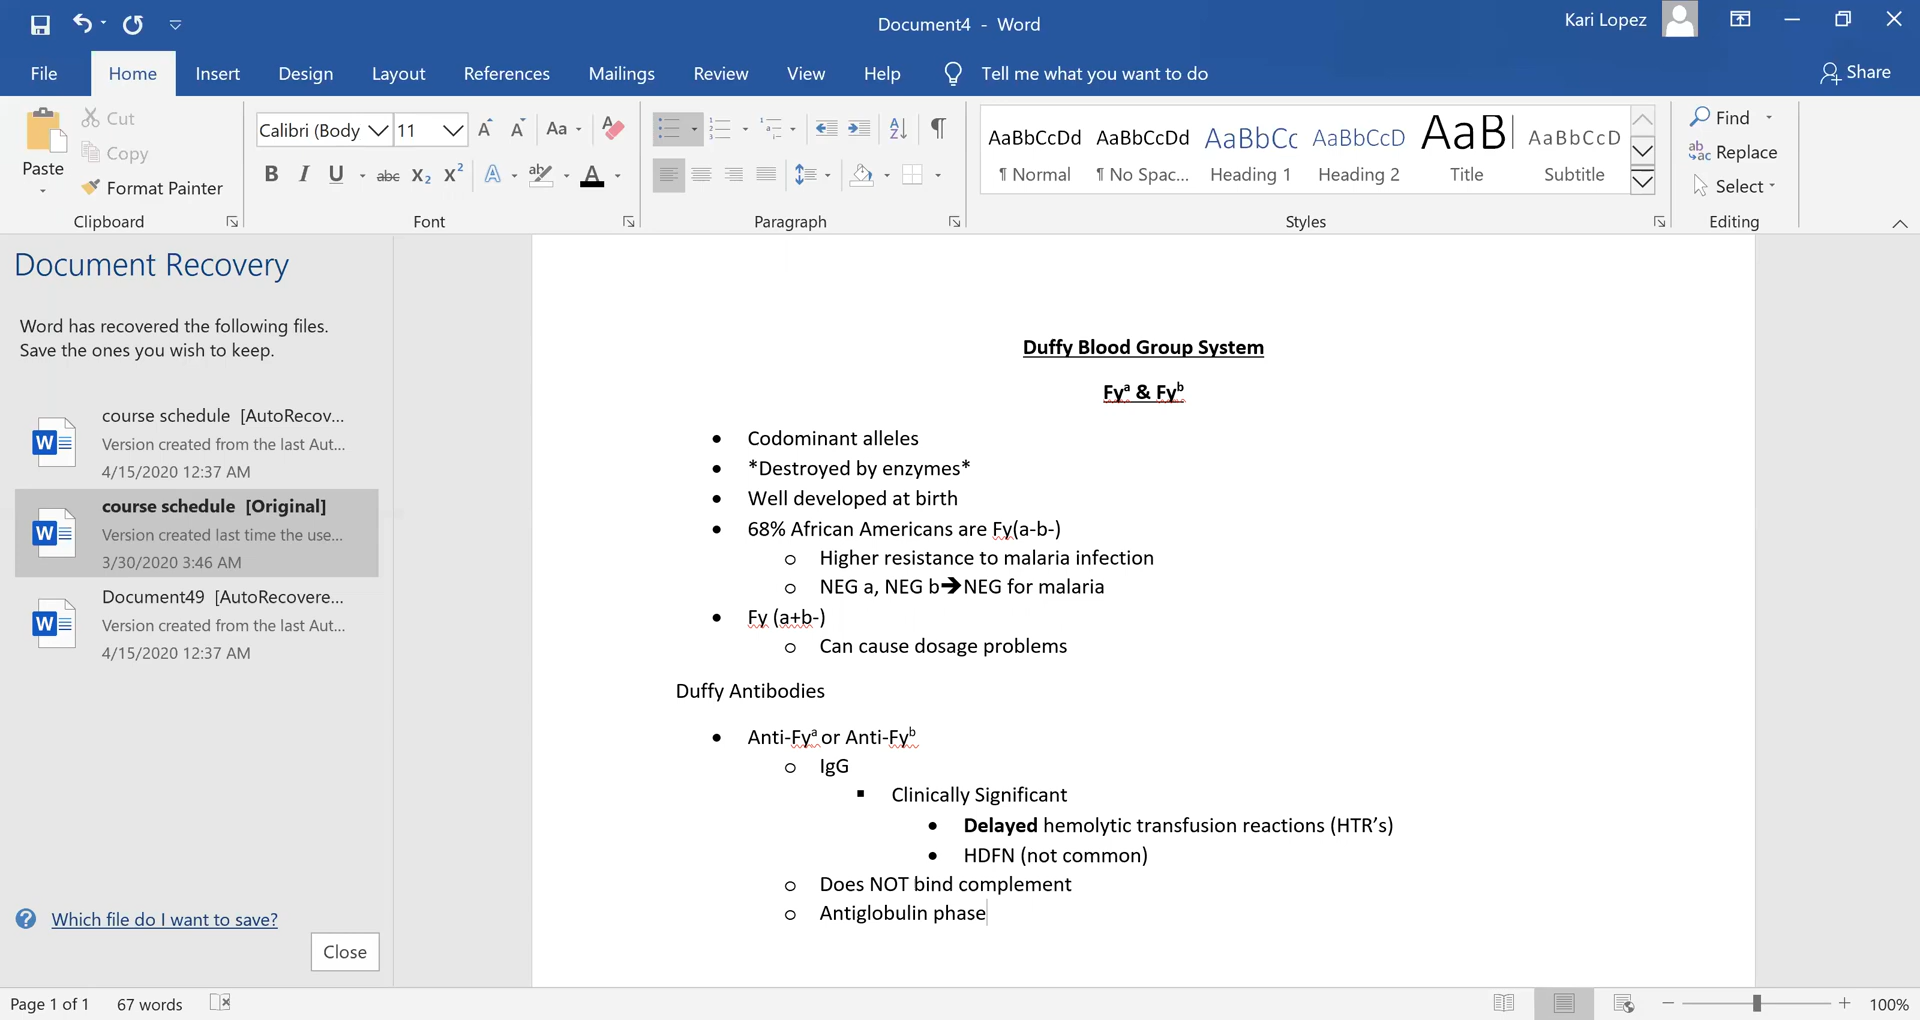 Document4 - Word
Kari Lopez
File Home Insert Design Layout References Mailings Review View Help Tell me what you want to do Share
Paste
Cut
Copy
Format Painter
Clipboard
Calibri (Body 11
Aa
B I U abc X₂ X² A ab A
Font
Paragraph
AaBbCcDd AaBbCcDd AaBbCc AaBbCcD AaB AaBbCcD
¶ Normal ¶ No Spac... Heading 1 Heading 2 Title Subtitle
Styles
Find
Replace
Select
Editing
Document Recovery
Word has recovered the following files.
Save the ones you wish to keep.
course schedule [AutoRecov...
Version created from the last Aut...
4/15/2020 12:37 AM
course schedule [Original]
Version created last time the use...
3/30/2020 3:46 AM
Document49 [AutoRecovere...
Version created from the last Aut...
4/15/2020 12:37 AM
Which file do I want to save?
Close
Duffy Blood Group System
Fyᵃ & Fyᵇ
• Codominant alleles
• *Destroyed by enzymes*
• Well developed at birth
• 68% African Americans are Fy(a-b-)
o Higher resistance to malaria infection
o NEG a, NEG b➔NEG for malaria
• Fy (a+b-)
o Can cause dosage problems
Duffy Antibodies
• Anti-Fyᵃ or Anti-Fyᵇ
o IgG
▪ Clinically Significant
• Delayed hemolytic transfusion reactions (HTR’s)
• HDFN (not common)
o Does NOT bind complement
o Antiglobulin phase
Page 1 of 1 67 words 100%